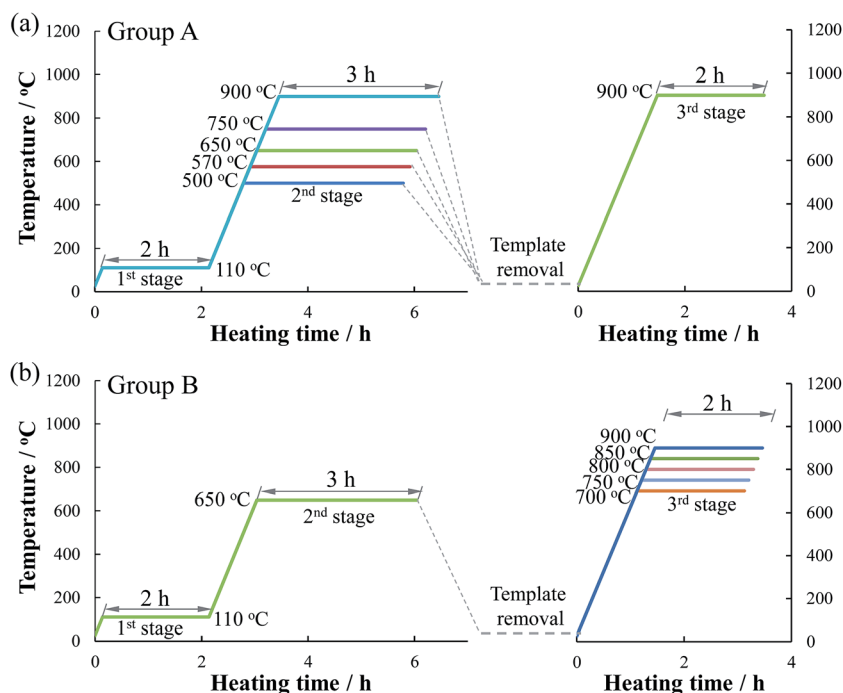 (a)
Group A
1200
1000
800
600
400
200
0
Temperature / °C
900 °C
750 °C
650 °C
570 °C
500 °C
3 h
2nd stage
2 h
1st stage
110 °C
0
2
4
6
Heating time / h
Template
removal
900 °C
2 h
3rd stage
1200
1000
800
600
400
200
0
0
2
4
Heating time / h
(b)
Group B
1200
1000
800
600
400
200
0
Temperature / °C
650 °C
3 h
2nd stage
2 h
1st stage
110 °C
0
2
4
6
Heating time / h
Template
removal
2 h
900 °C
850 °C
800 °C
750 °C
700 °C
3rd stage
1200
1000
800
600
400
200
0
0
2
4
Heating time / h